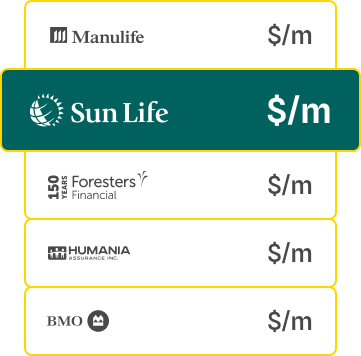 Manulife $/m
Sun Life $/m
150 YEARS Foresters Financial $/m
HUMANIA ASSURANCE INC. $/m
BMO $/m